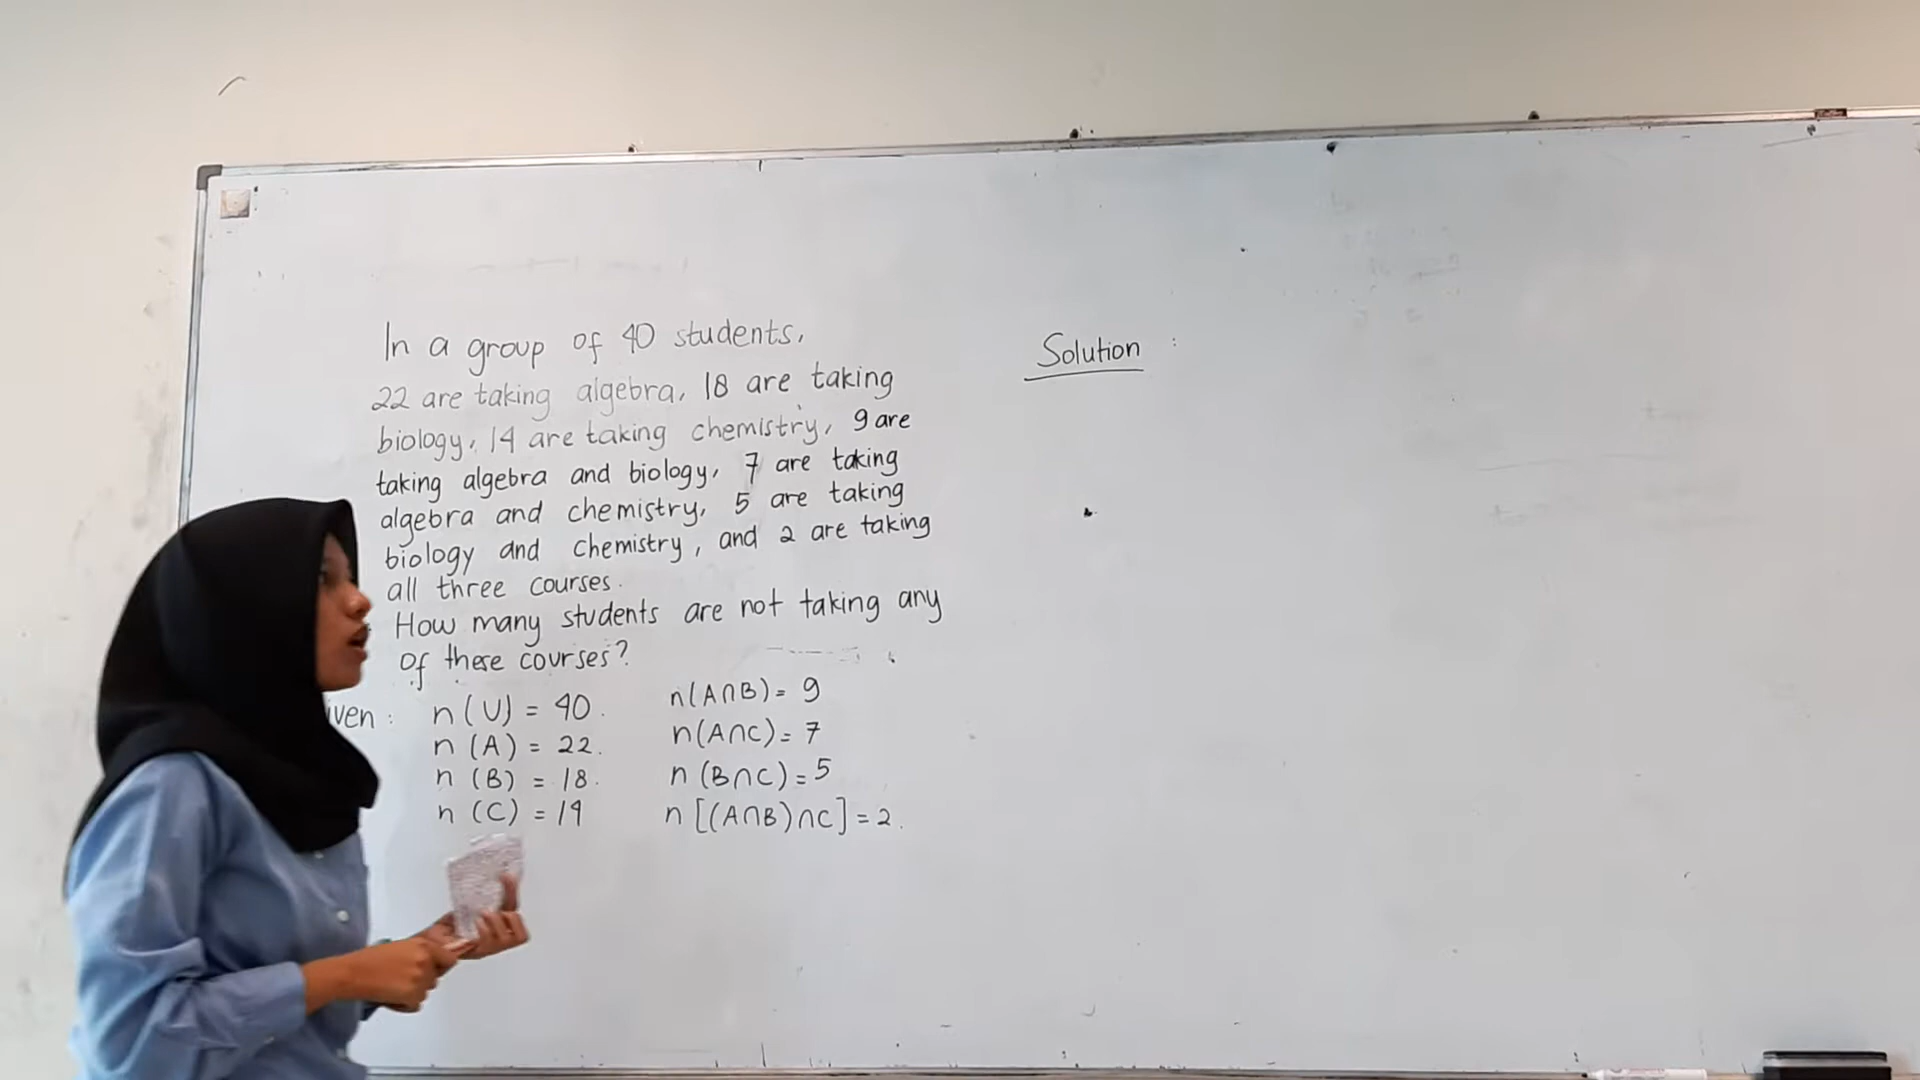 In a group of 40 students,
22 are taking algebra, 18 are taking
biology, 14 are taking chemistry, 9 are
taking algebra and biology, 7 are taking
algebra and chemistry, 5 are taking
biology and chemistry, and 2 are taking
all three courses.
How many students are not taking any
of these courses?
iven : n (U) = 40.
n (A) = 22.
n (B) = 18.
n (C) = 14
n(A∩B) = 9
n(A∩C) = 7
n (B∩C) = 5
n [(A∩B)∩C] = 2.
Solution :